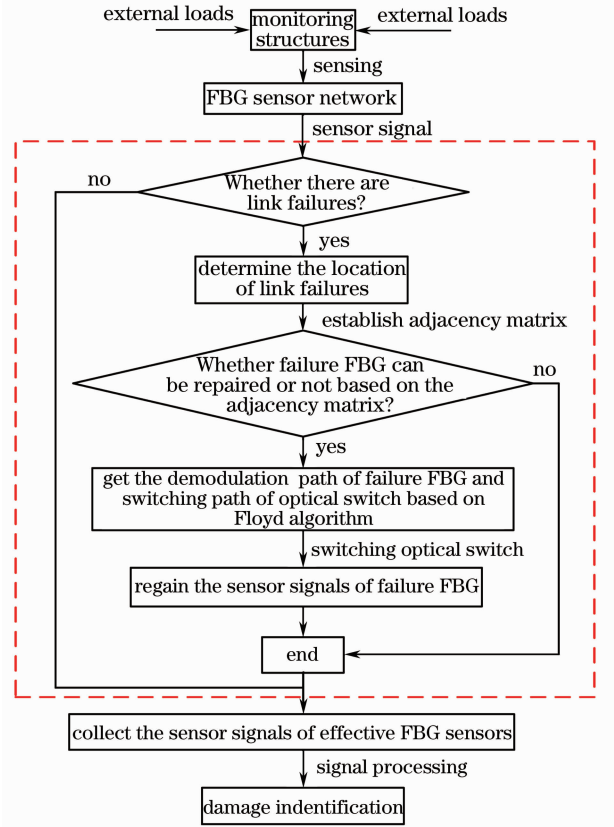 external loads
monitoring
structures
external loads
sensing
FBG sensor network
sensor signal
no
Whether there are
link failures?
yes
determine the location
of link failures
establish adjacency matrix
Whether failure FBG can
be repaired or not based on the
adjacency matrix?
no
yes
get the demodulation path of failure FBG and
switching path of optical switch based on
Floyd algorithm
switching optical switch
regain the sensor signals of failure FBG
end
collect the sensor signals of effective FBG sensors
signal processing
damage indentification